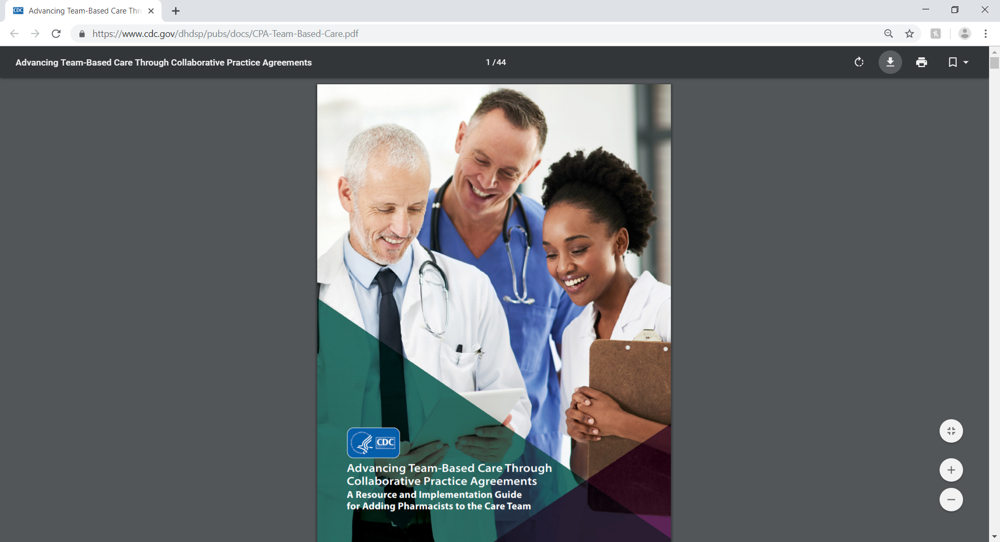 Advancing Team-Based Care Thr
https://www.cdc.gov/dhdsp/pubs/docs/CPA-Team-Based-Care.pdf
Advancing Team-Based Care Through Collaborative Practice Agreements
1 / 44
CDC
Advancing Team-Based Care Through
Collaborative Practice Agreements
A Resource and Implementation Guide
for Adding Pharmacists to the Care Team